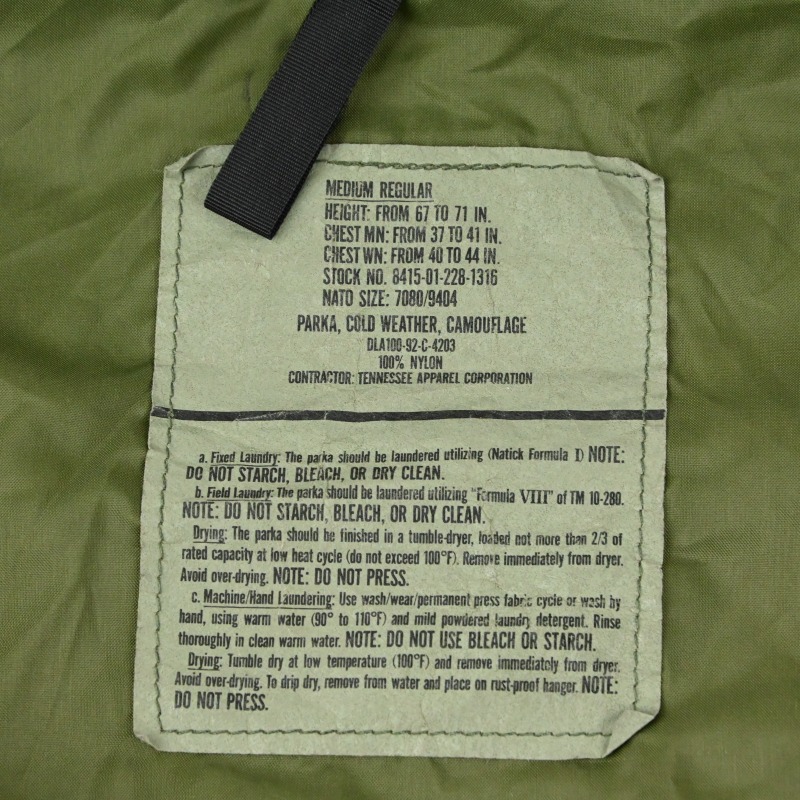 MEDIUM REGULAR
HEIGHT: FROM 67 TO 71 IN.
CHEST MN: FROM 37 TO 41 IN.
CHEST WN: FROM 40 TO 44 IN.
STOCK NO. 8415-01-228-1316
NATO SIZE: 7080/9404
PARKA, COLD WEATHER, CAMOUFLAGE
DLA100-92-C-4203
100% NYLON
CONTRACTOR: TENNESSEE APPAREL CORPORATION
a. Fixed Laundry: The parka should be laundered utilizing (Natick Formula I) NOTE:
DO NOT STARCH, BLEACH, OR DRY CLEAN.
b. Field Laundry: The parka should be laundered utilizing "Formula VIII" of TM 10-280.
NOTE: DO NOT STARCH, BLEACH, OR DRY CLEAN.
Drying: The parka should be finished in a tumble-dryer, loaded not more than 2/3 of
rated capacity at low heat cycle (do not exceed 100°F). Remove immediately from dryer.
Avoid over-drying. NOTE: DO NOT PRESS.
c. Machine/Hand Laundering: Use wash/wear/permanent press fabric cycle or wash by
hand, using warm water (90° to 110°F) and mild powdered laundry detergent. Rinse
thoroughly in clean warm water. NOTE: DO NOT USE BLEACH OR STARCH.
Drying: Tumble dry at low temperature (100°F) and remove immediately from dryer.
Avoid over-drying. To drip dry, remove from water and place on rust-proof hanger. NOTE:
DO NOT PRESS.